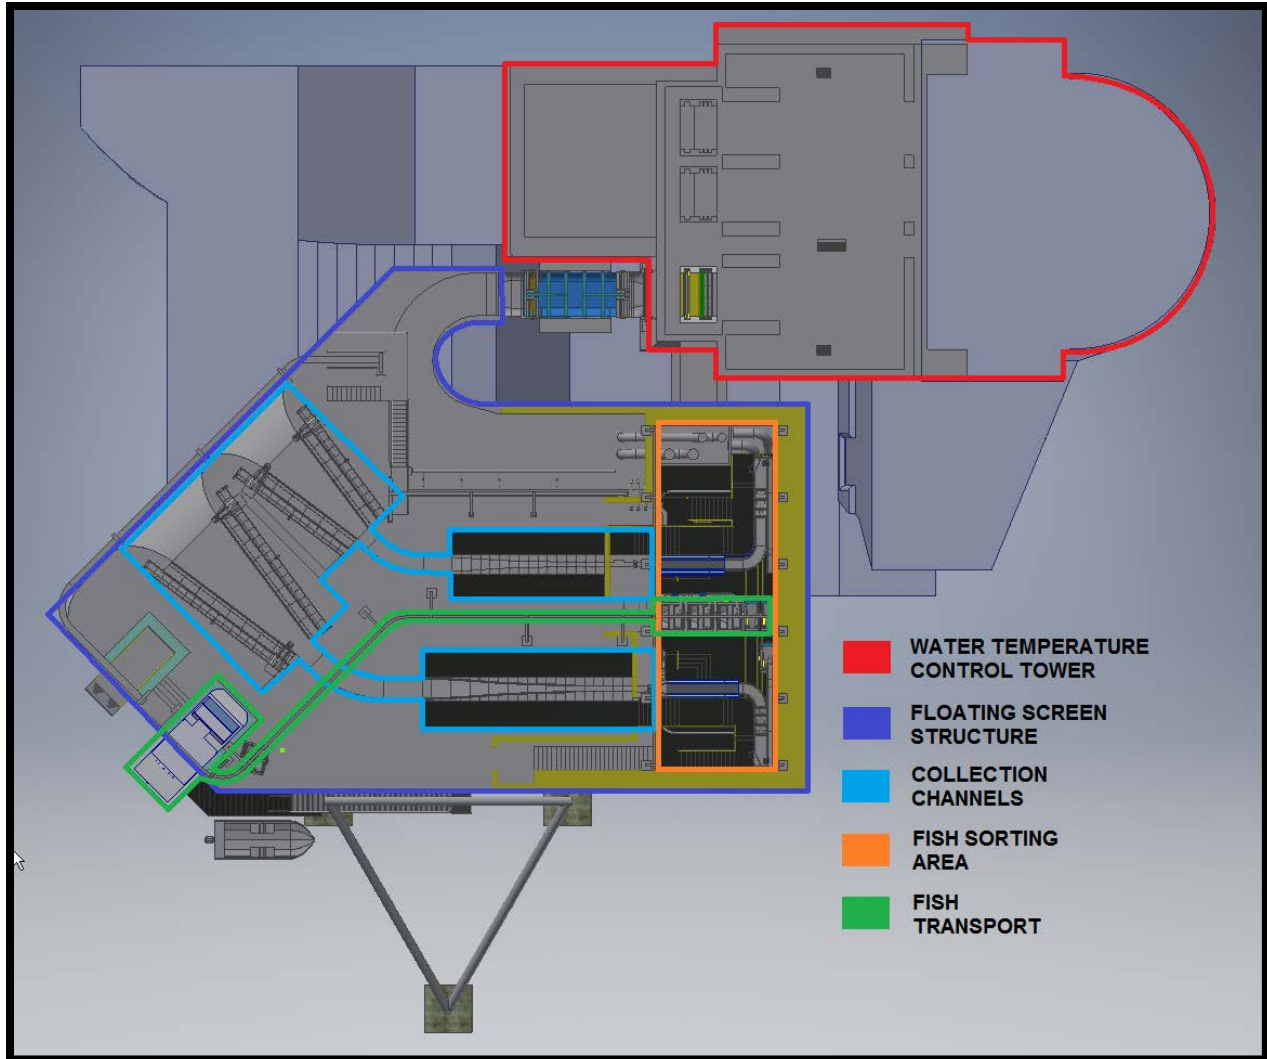 WATER TEMPERATURE
CONTROL TOWER
FLOATING SCREEN
STRUCTURE
COLLECTION
CHANNELS
FISH SORTING
AREA
FISH
TRANSPORT